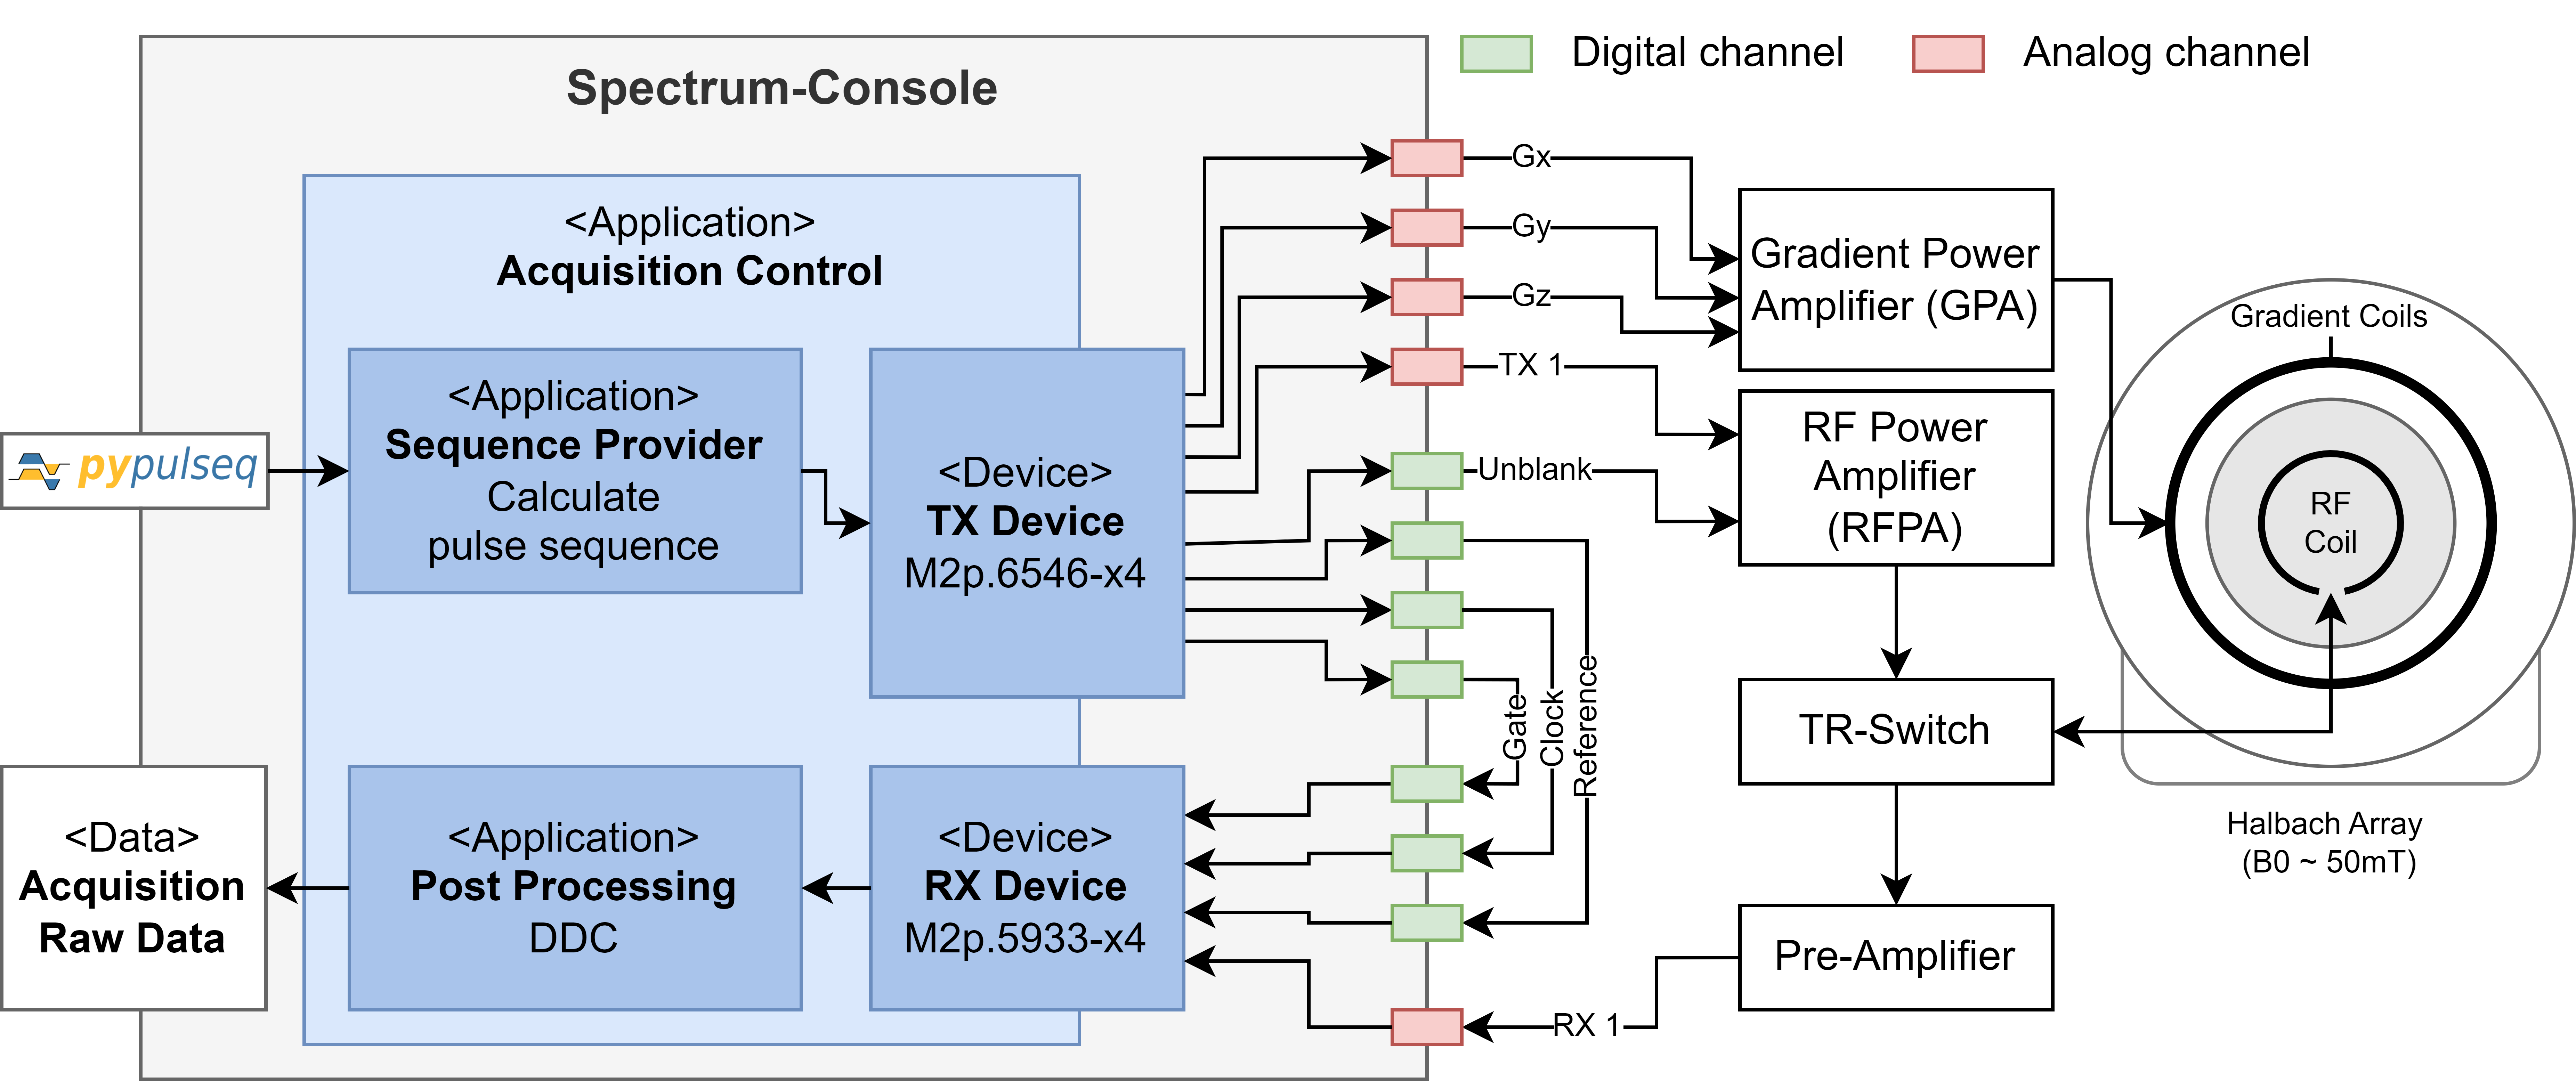 Digital channel
Analog channel
Spectrum-Console
<Application>
Acquisition Control
pypulseq
<Application>
Sequence Provider
Calculate
pulse sequence
<Device>
TX Device
M2p.6546-x4
Gx
Gy
Gz
TX 1
Unblank
Gate
Clock
Reference
Gradient Power
Amplifier (GPA)
RF Power
Amplifier
(RFPA)
TR-Switch
Pre-Amplifier
RX 1
Gradient Coils
RF
Coil
Halbach Array
(B0 ~ 50mT)
<Device>
RX Device
M2p.5933-x4
<Application>
Post Processing
DDC
<Data>
Acquisition
Raw Data